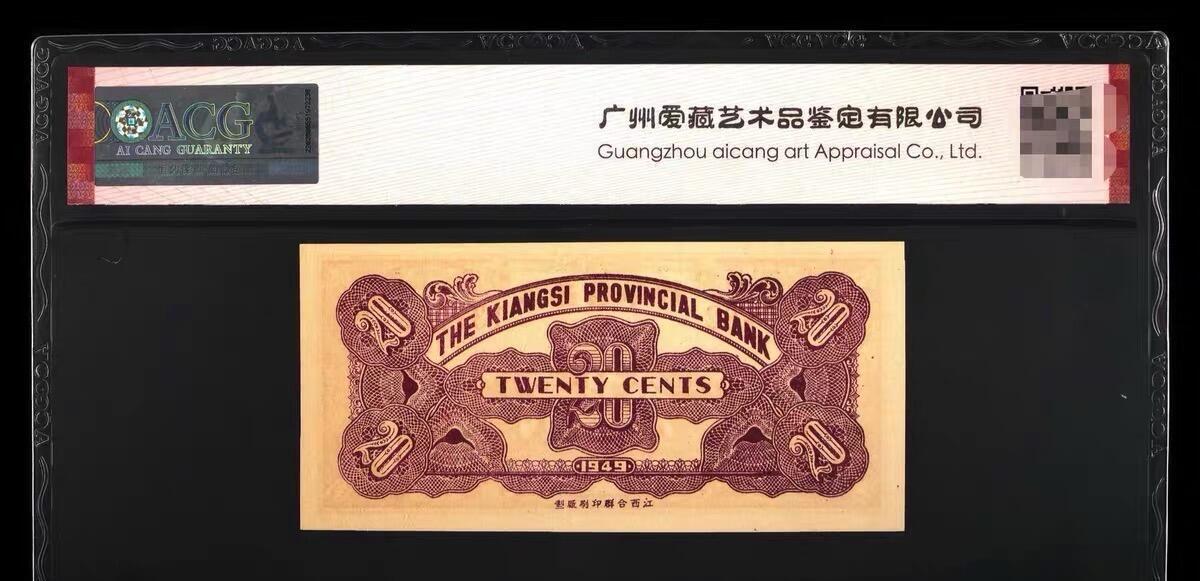 ACG
AI CANG GUARANTY
广州爱藏艺术品鉴定有限公司
Guangzhou aicang art Appraisal Co., Ltd.
THE KIANGSI PROVINCIAL BANK
20
20
20
TWENTY CENTS
20
20
1949
江西合群印刷厰製